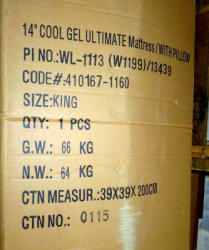 14" COOL GEL ULTIMATE Mattress / WITH PILLOW
PI NO.: WL-1113 (W1199)/13439
CODE#.:410167-1160
SIZE:KING
QTY: 1 PCS
G.W.: 66 KG
N.W: 64 KG
CTN MEASUR.:39X39X 200CM
CTN NO.: 0115